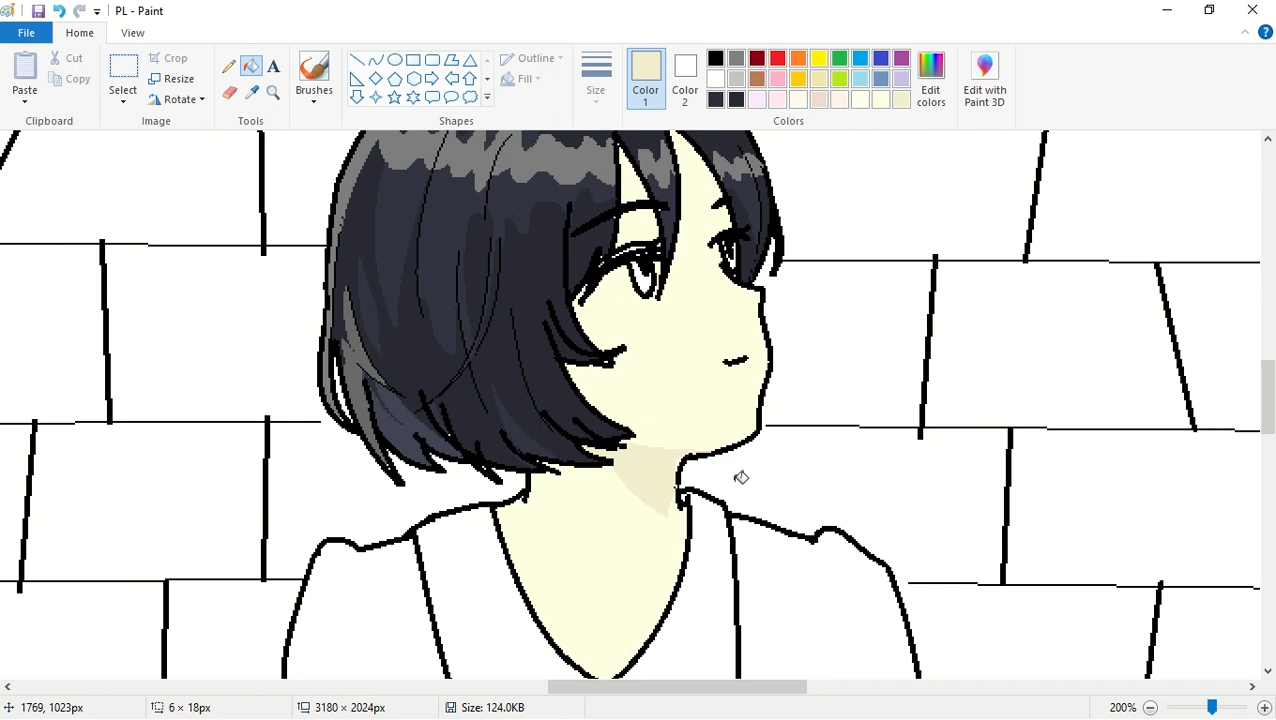 PL - Paint
File
Home
View
Paste
Cut
Copy
Clipboard
Select
Crop
Resize
Rotate
Image
A
Tools
Brushes
Outline
Fill
Shapes
Size
Color 1
Color 2
Edit colors
Colors
Edit with Paint 3D
1769, 1023px
6 × 18px
3180 × 2024px
Size: 124.0KB
200%